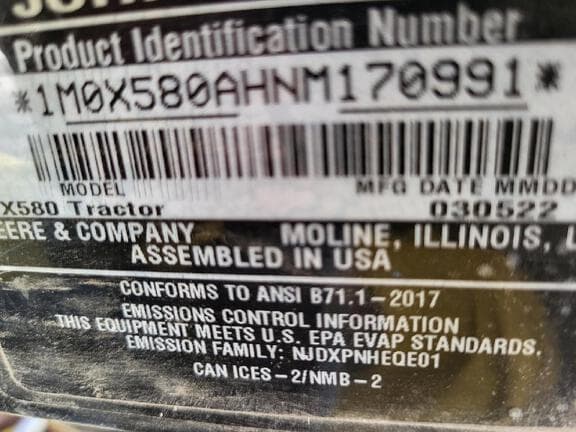 Product Identification Number
*1M0X580AHNM170991*
MODEL MFG DATE MMDD
X580 Tractor 030522
EERE & COMPANY MOLINE, ILLINOIS,
ASSEMBLED IN USA
CONFORMS TO ANSI B71.1-2017
EMISSIONS CONTROL INFORMATION
THIS EQUIPMENT MEETS U.S. EPA EVAP STANDARDS.
EMISSION FAMILY: NJDXPNHEQE01
CAN ICES-2/NMB-2